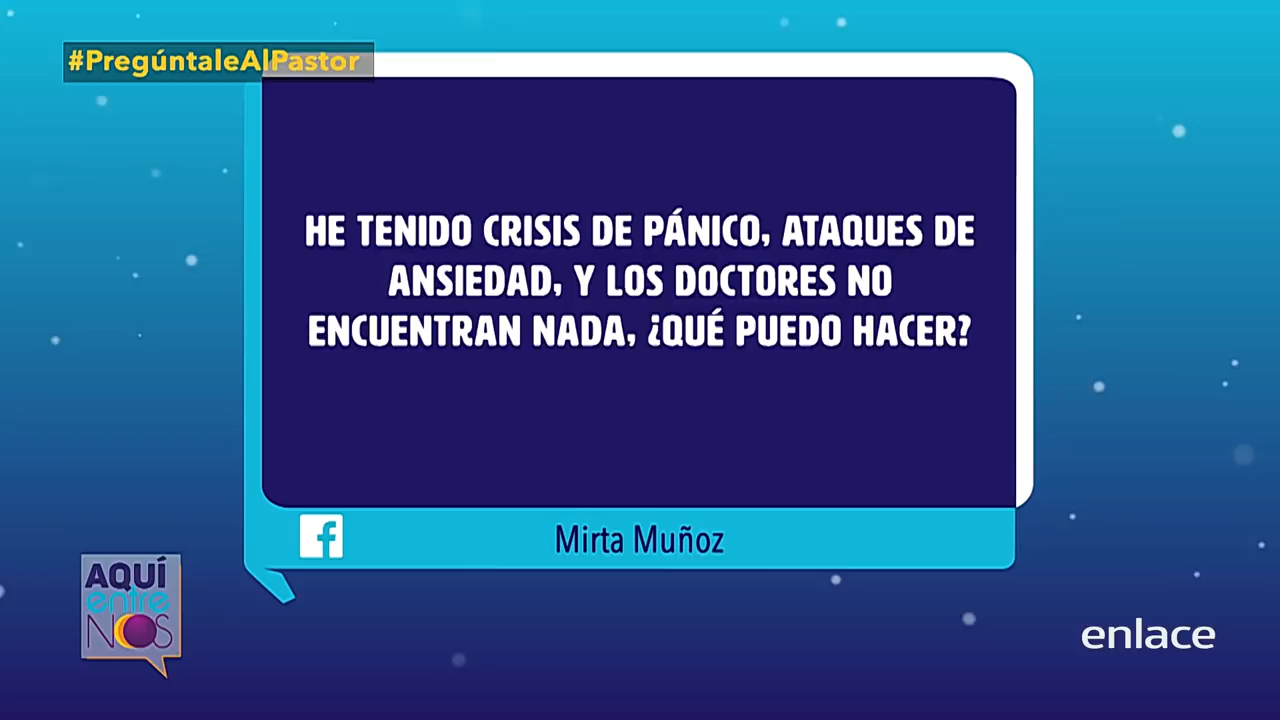 #PregúntaleAlPastor
HE TENIDO CRISIS DE PÁNICO, ATAQUES DE
ANSIEDAD, Y LOS DOCTORES NO
ENCUENTRAN NADA, ¿QUÉ PUEDO HACER?
Mirta Muñoz
AQUÍ
entre
NOS
enlace